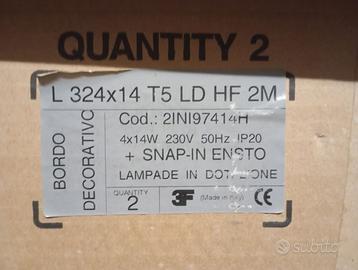 QUANTITY 2
L 324x14 T5 LD HF 2M
BORDO
DECORATIVO
Cod.: 2INI97414H
4x14W 230V 50Hz IP20
+ SNAP-IN ENSTO
LAMPADE IN DOTAZIONE
QUANTITY
2
3F
(Made in Italy)
CE
subito